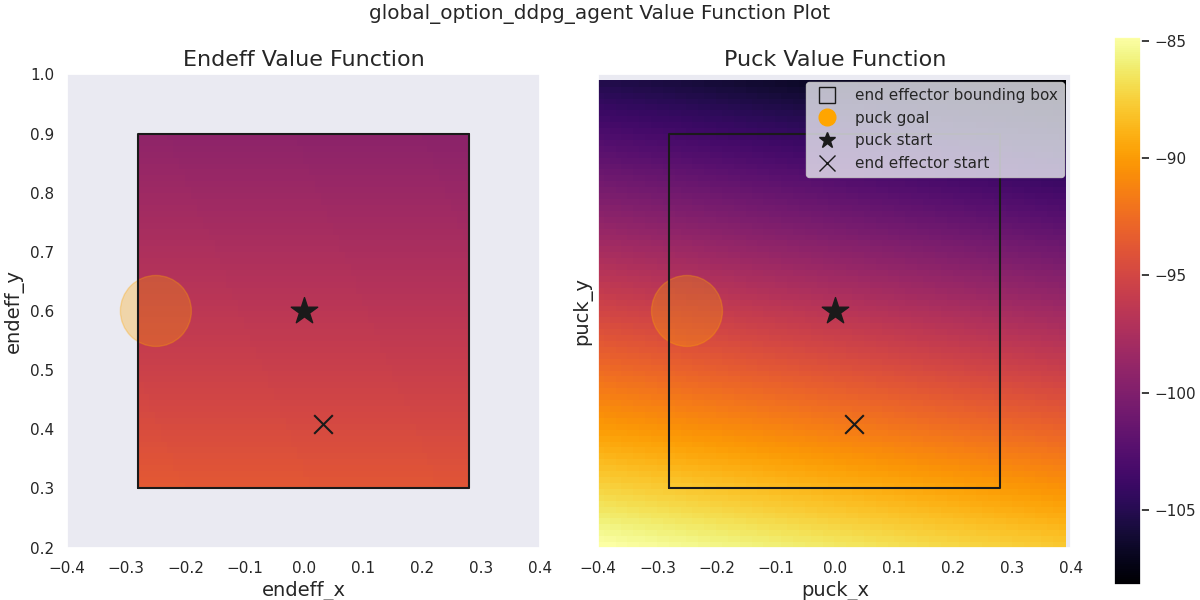 global_option_ddpg_agent Value Function Plot
Endeff Value Function
1.0
0.9
0.8
0.7
0.6
0.5
0.4
0.3
0.2
endeff_y
−0.4 −0.3 −0.2 −0.1 0.0 0.1 0.2 0.3 0.4
endeff_x
Puck Value Function
end effector bounding box
puck goal
puck start
end effector start
puck_y
−0.4 −0.3 −0.2 −0.1 0.0 0.1 0.2 0.3 0.4
puck_x
−85
−90
−95
−100
−105